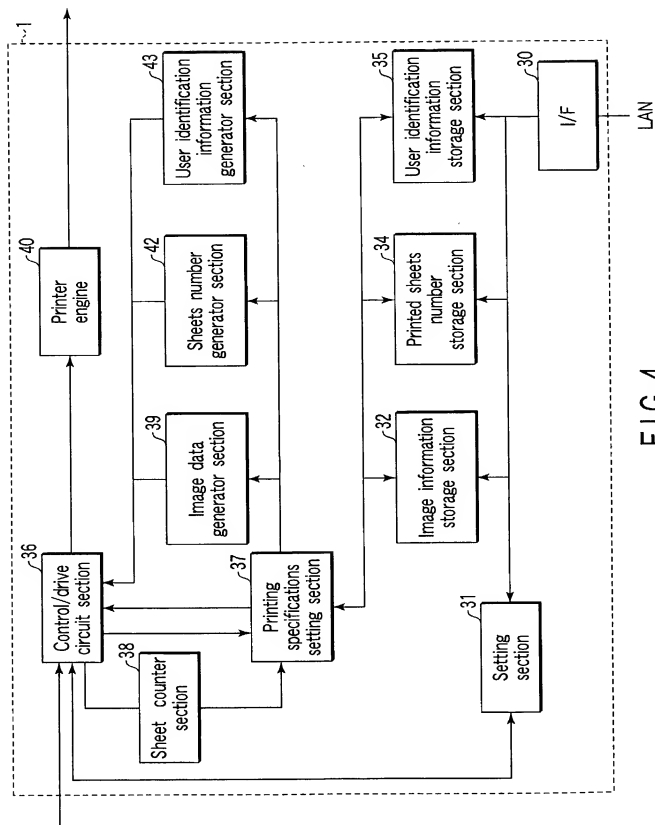 1
36
Control/drive
circuit section
40
Printer
engine
38
Sheet counter
section
37
Printing
specifications
setting section
39
Image data
generator section
42
Sheets number
generator section
43
User identification
information
generator section
31
Setting
section
32
Image information
storage section
34
Printed sheets
number
storage section
35
User identification
information
storage section
30
I/F
LAN
FIG. 4